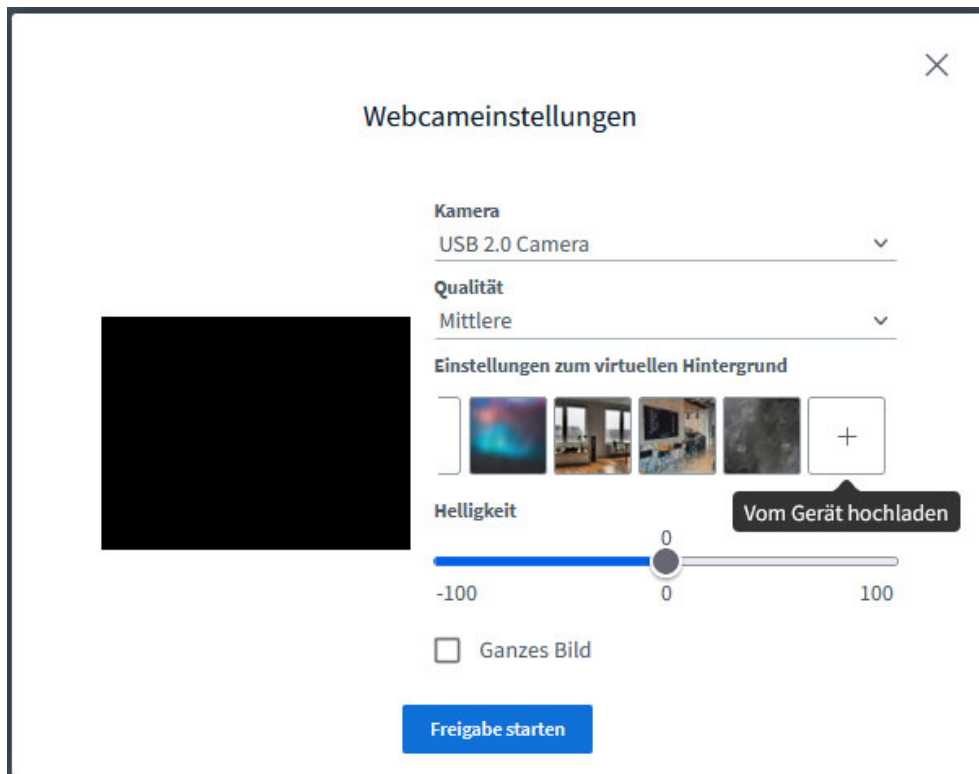 Webcameinstellungen
Kamera
USB 2.0 Camera
Qualität
Mittlere
Einstellungen zum virtuellen Hintergrund
Vom Gerät hochladen
Helligkeit
0
-100 0 100
Ganzes Bild
Freigabe starten